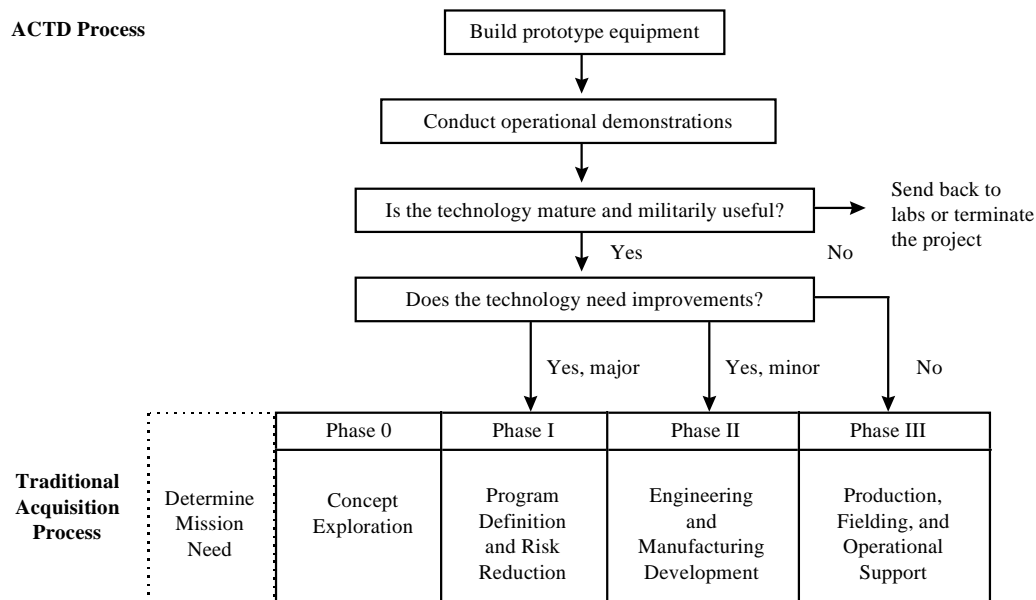 ACTD Process
Build prototype equipment
Conduct operational demonstrations
Is the technology mature and militarily useful?
Send back to
labs or terminate
the project
Yes
No
Does the technology need improvements?
Yes, major
Yes, minor
No
Traditional
Acquisition
Process
Determine
Mission
Need
Phase 0
Concept
Exploration
Phase I
Program
Definition
and Risk
Reduction
Phase II
Engineering
and
Manufacturing
Development
Phase III
Production,
Fielding, and
Operational
Support